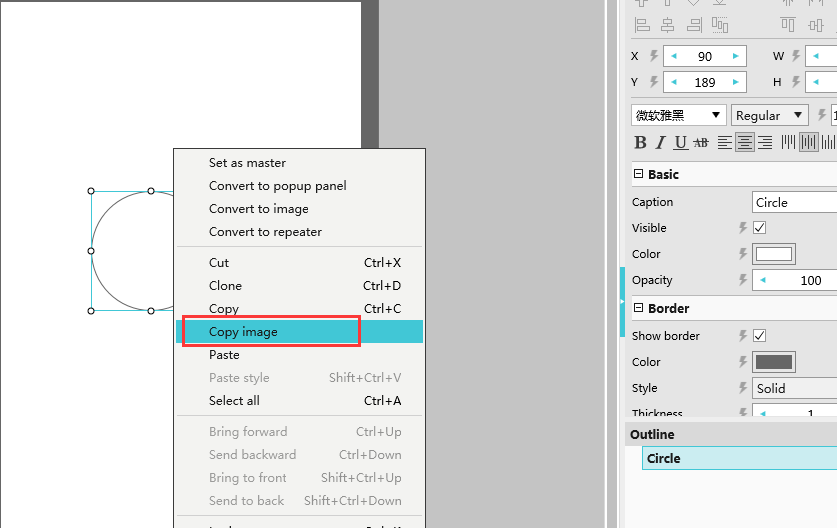 Set as master
Convert to popup panel
Convert to image
Convert to repeater
Cut Ctrl+X
Clone Ctrl+D
Copy Ctrl+C
Copy image
Paste
Paste style Shift+Ctrl+V
Select all Ctrl+A
Bring forward Ctrl+Up
Send backward Ctrl+Down
Bring to front Shift+Ctrl+Up
Send to back Shift+Ctrl+Down
X 90 W
Y 189 H
微软雅黑 Regular
B I U AB
Basic
Caption Circle
Visible
Color
Opacity 100
Border
Show border
Color
Style Solid
Thickness 1
Outline
Circle